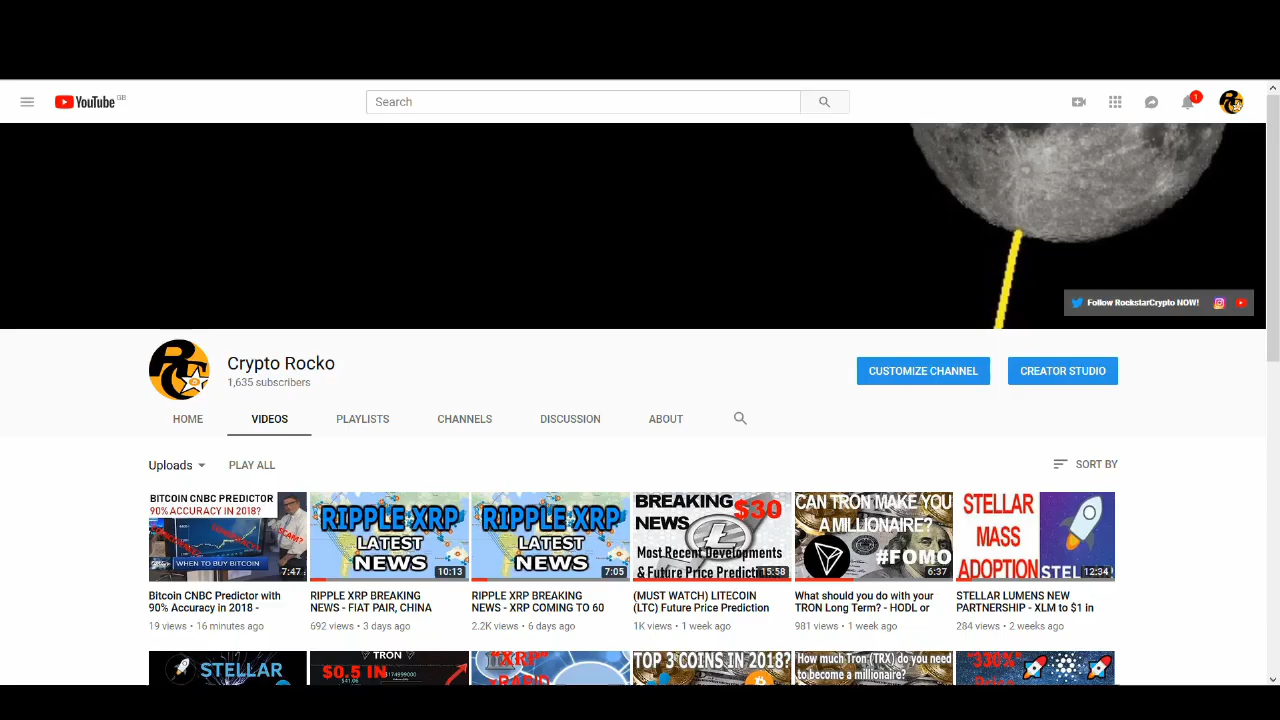 YouTube GB
Search
1
Follow RockstarCrypto NOW!
Crypto Rocko
1,635 subscribers
CUSTOMIZE CHANNEL
CREATOR STUDIO
HOME
VIDEOS
PLAYLISTS
CHANNELS
DISCUSSION
ABOUT
Uploads
PLAY ALL
SORT BY
BITCOIN CNBC PREDICTOR
90% ACCURACY IN 2018?
WHEN TO BUY BITCOIN
7:47
RIPPLE XRP
LATEST
NEWS
10:13
RIPPLE XRP
LATEST
NEWS
7:05
BREAKING
NEWS
$30
Most Recent Developments
& Future Price Predicti
15:58
CAN TRON MAKE YOU
A MILLIONAIRE?
#FOMO
6:37
STELLAR
MASS
ADOPTION
STEL
12:34
Bitcoin CNBC Predictor with
90% Accuracy in 2018 -
19 views • 16 minutes ago
RIPPLE XRP BREAKING
NEWS - FIAT PAIR, CHINA
692 views • 3 days ago
RIPPLE XRP BREAKING
NEWS - XRP COMING TO 60
2.2K views • 6 days ago
(MUST WATCH) LITECOIN
(LTC) Future Price Prediction
1K views • 1 week ago
What should you do with your
TRON Long Term? - HODL or
981 views • 1 week ago
STELLAR LUMENS NEW
PARTNERSHIP - XLM to $1 in
284 views • 2 weeks ago
STELLAR
TRON
$0.5 IN
"XRP"
xRAPID
TOP 3 COINS IN 2018?
How much Tron (TRX) do you need
to become a millionaire?
"330%"